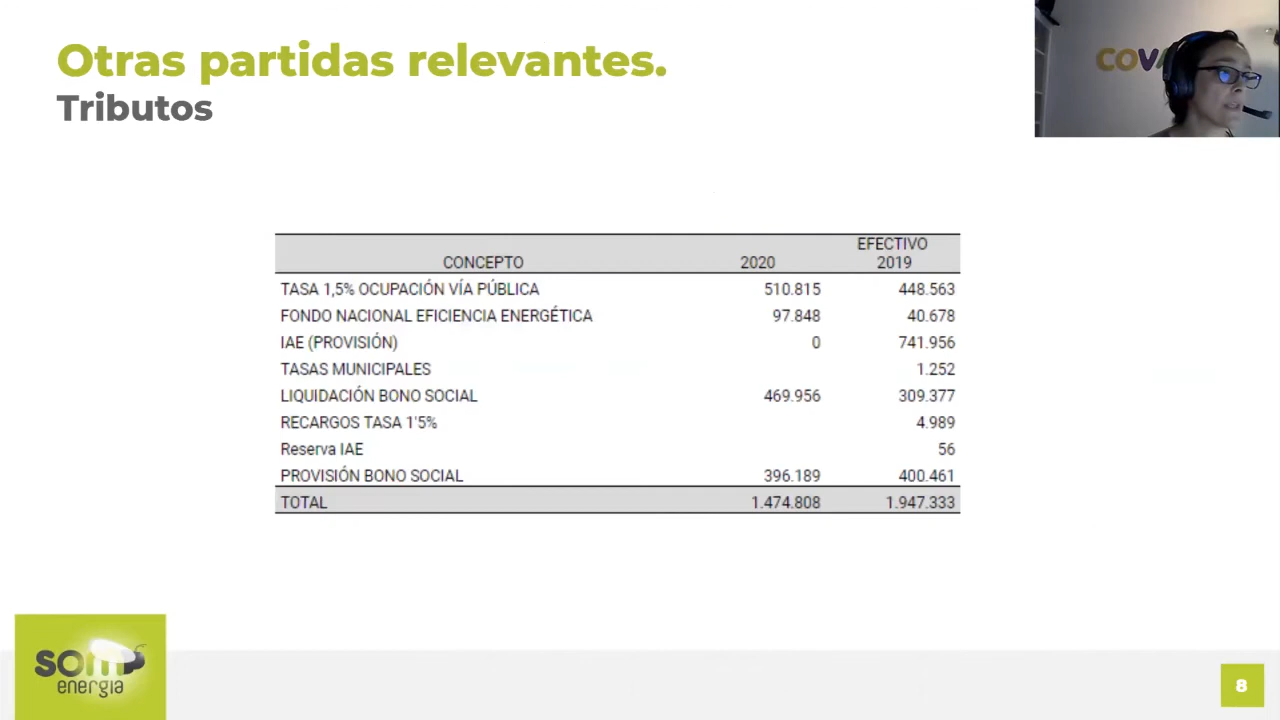 Otras partidas relevantes.
Tributos
CONCEPTO 2020 EFECTIVO 2019
TASA 1,5% OCUPACIÓN VÍA PÚBLICA 510.815 448.563
FONDO NACIONAL EFICIENCIA ENERGÉTICA 97.848 40.678
IAE (PROVISIÓN) 0 741.956
TASAS MUNICIPALES 1.252
LIQUIDACIÓN BONO SOCIAL 469.956 309.377
RECARGOS TASA 1'5% 4.989
Reserva IAE 56
PROVISIÓN BONO SOCIAL 396.189 400.461
TOTAL 1.474.808 1.947.333
som
energia
8